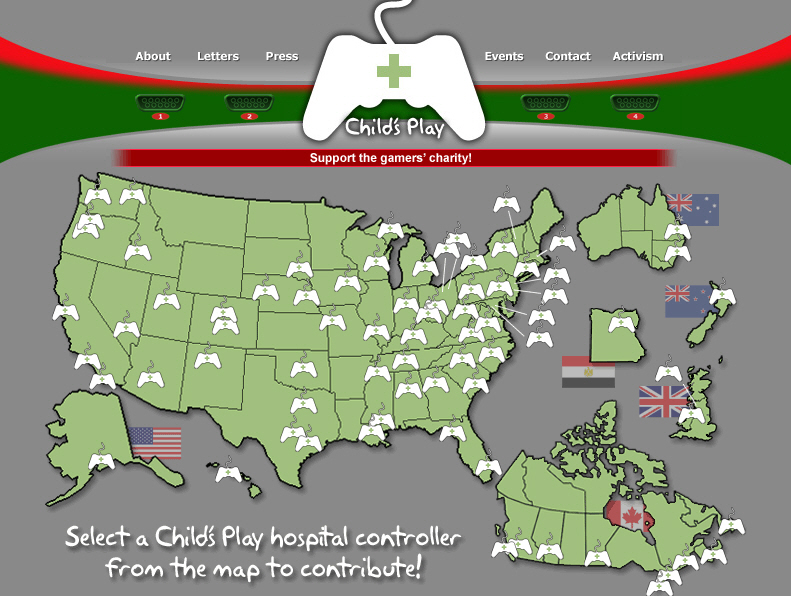 About Letters Press Events Contact Activism
1 2 3 4
Child's Play
Support the gamers' charity!
Select a Child's Play hospital controller
from the map to contribute!